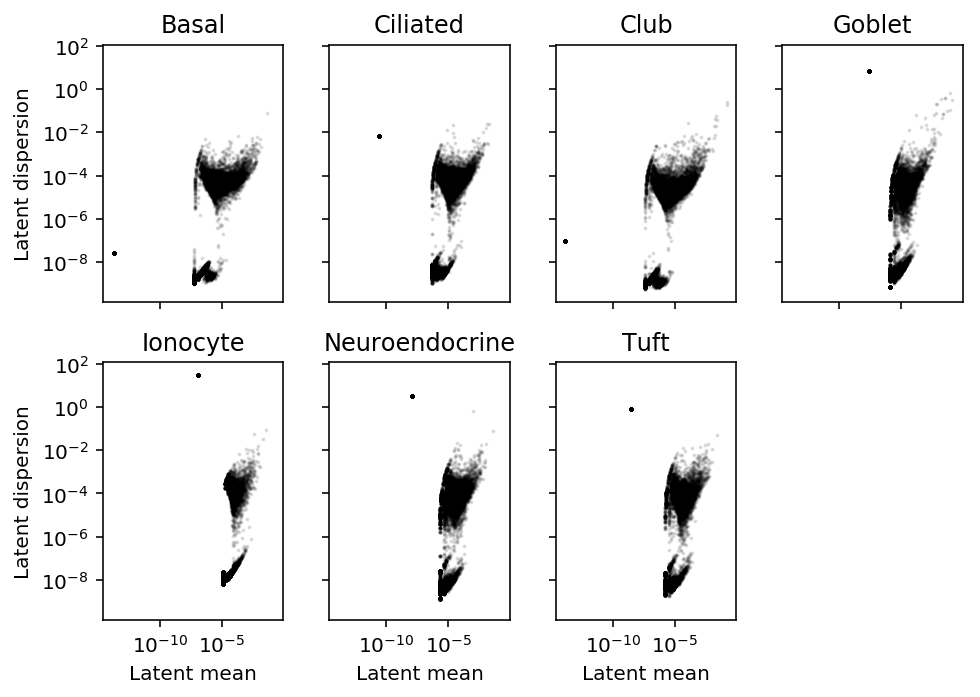 Basal Ciliated Club Goblet
Latent dispersion
10² 10⁰ 10⁻² 10⁻⁴ 10⁻⁶ 10⁻⁸
Ionocyte Neuroendocrine Tuft
Latent dispersion
10² 10⁰ 10⁻² 10⁻⁴ 10⁻⁶ 10⁻⁸
10⁻¹⁰ 10⁻⁵ 10⁻¹⁰ 10⁻⁵ 10⁻¹⁰ 10⁻⁵
Latent mean Latent mean Latent mean